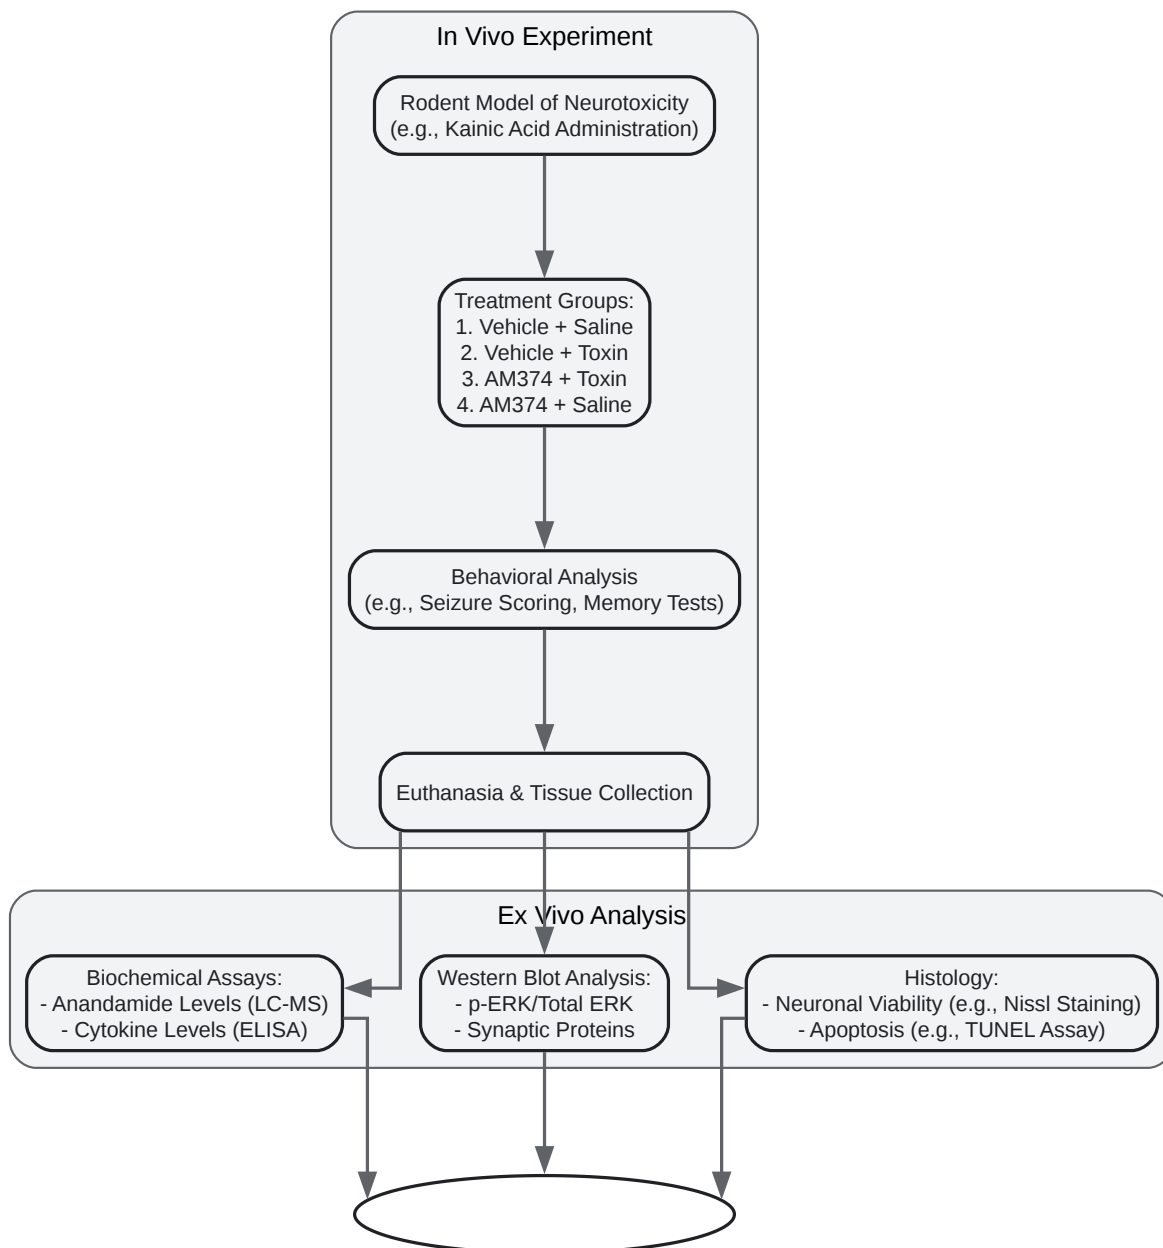 In Vivo Experiment
Rodent Model of Neurotoxicity
(e.g., Kainic Acid Administration)
Treatment Groups:
1. Vehicle + Saline
2. Vehicle + Toxin
3. AM374 + Toxin
4. AM374 + Saline
Behavioral Analysis
(e.g., Seizure Scoring, Memory Tests)
Euthanasia & Tissue Collection
Ex Vivo Analysis
Biochemical Assays:
- Anandamide Levels (LC-MS)
- Cytokine Levels (ELISA)
Western Blot Analysis:
- p-ERK/Total ERK
- Synaptic Proteins
Histology:
- Neuronal Viability (e.g., Nissl Staining)
- Apoptosis (e.g., TUNEL Assay)